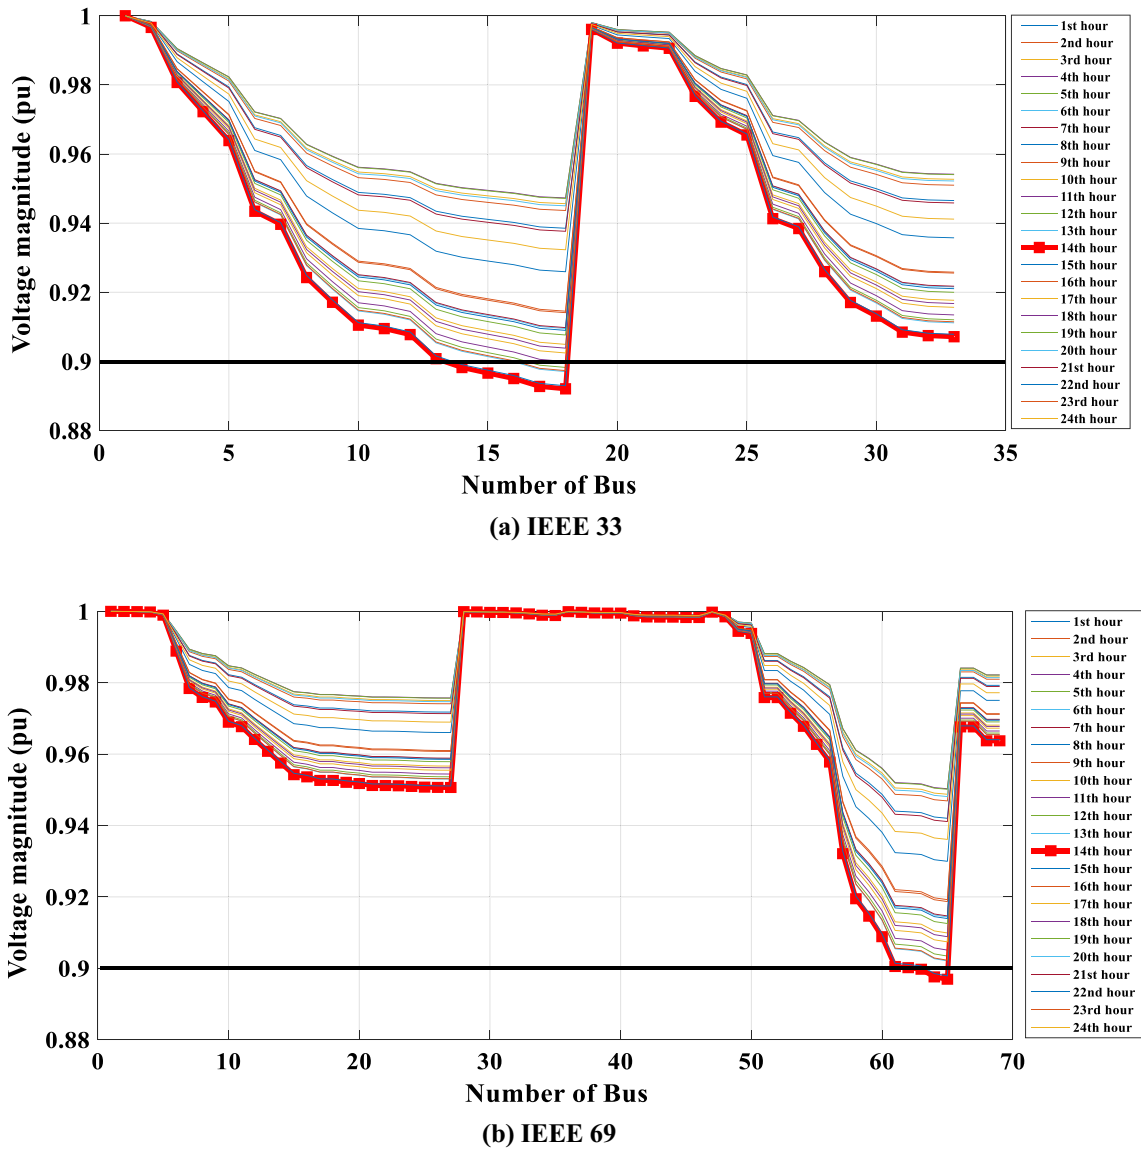 1
0.98
0.96
0.94
0.92
0.9
0.88
Voltage magnitude (pu)
0 5 10 15 20 25 30 35
Number of Bus
1st hour
2nd hour
3rd hour
4th hour
5th hour
6th hour
7th hour
8th hour
9th hour
10th hour
11th hour
12th hour
13th hour
14th hour
15th hour
16th hour
17th hour
18th hour
19th hour
20th hour
21st hour
22nd hour
23rd hour
24th hour
(a) IEEE 33
1
0.98
0.96
0.94
0.92
0.9
0.88
Voltage magnitude (pu)
0 10 20 30 40 50 60 70
Number of Bus
1st hour
2nd hour
3rd hour
4th hour
5th hour
6th hour
7th hour
8th hour
9th hour
10th hour
11th hour
12th hour
13th hour
14th hour
15th hour
16th hour
17th hour
18th hour
19th hour
20th hour
21st hour
22nd hour
23rd hour
24th hour
(b) IEEE 69